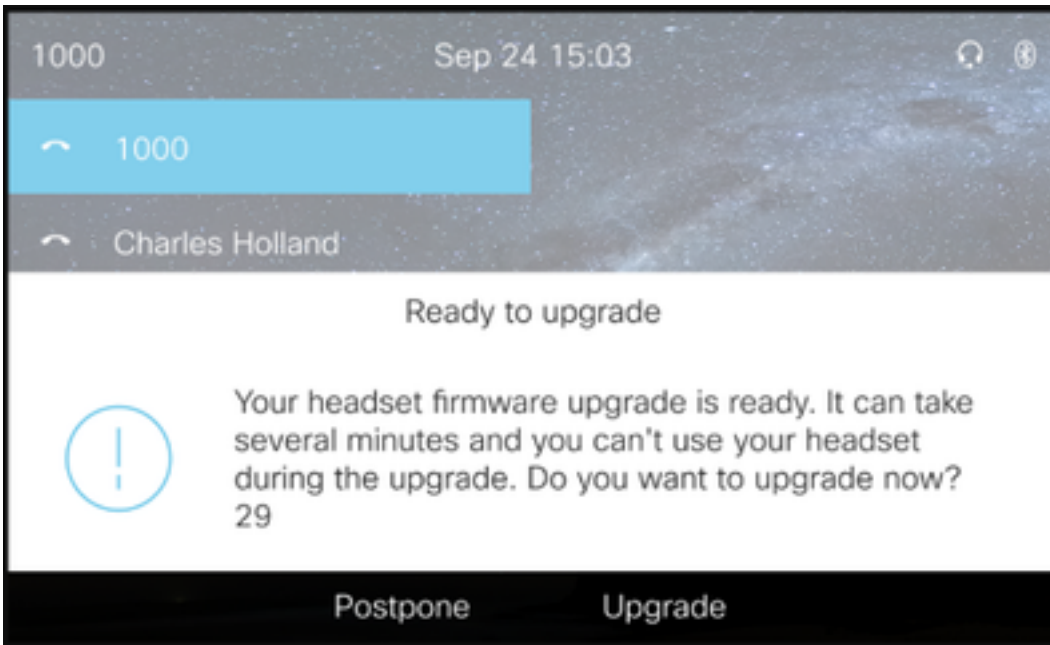 1000
Sep 24 15:03
1000
Charles Holland
Ready to upgrade
Your headset firmware upgrade is ready. It can take
several minutes and you can't use your headset
during the upgrade. Do you want to upgrade now?
29
Postpone
Upgrade